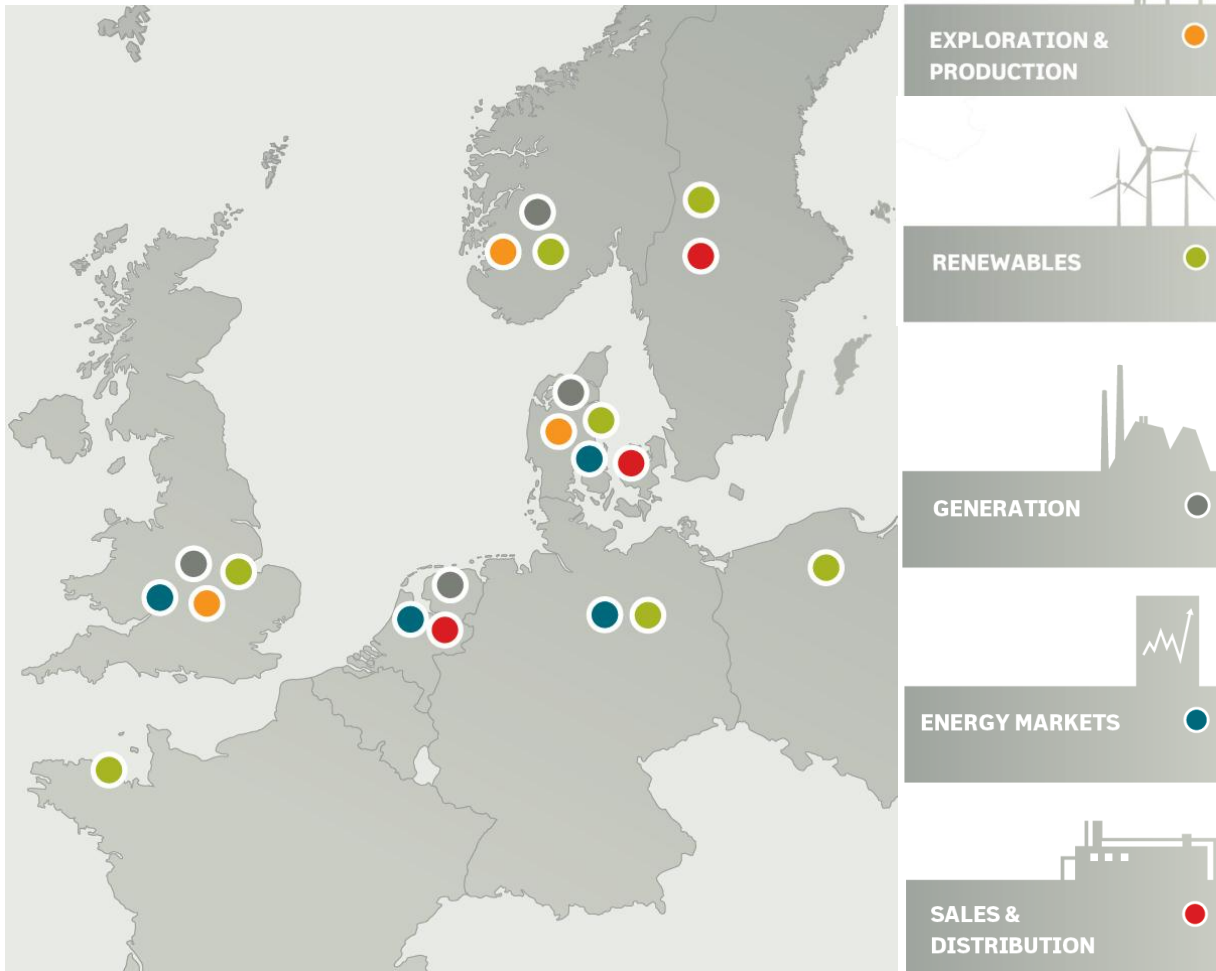 EXPLORATION &
PRODUCTION
RENEWABLES
GENERATION
ENERGY MARKETS
SALES &
DISTRIBUTION